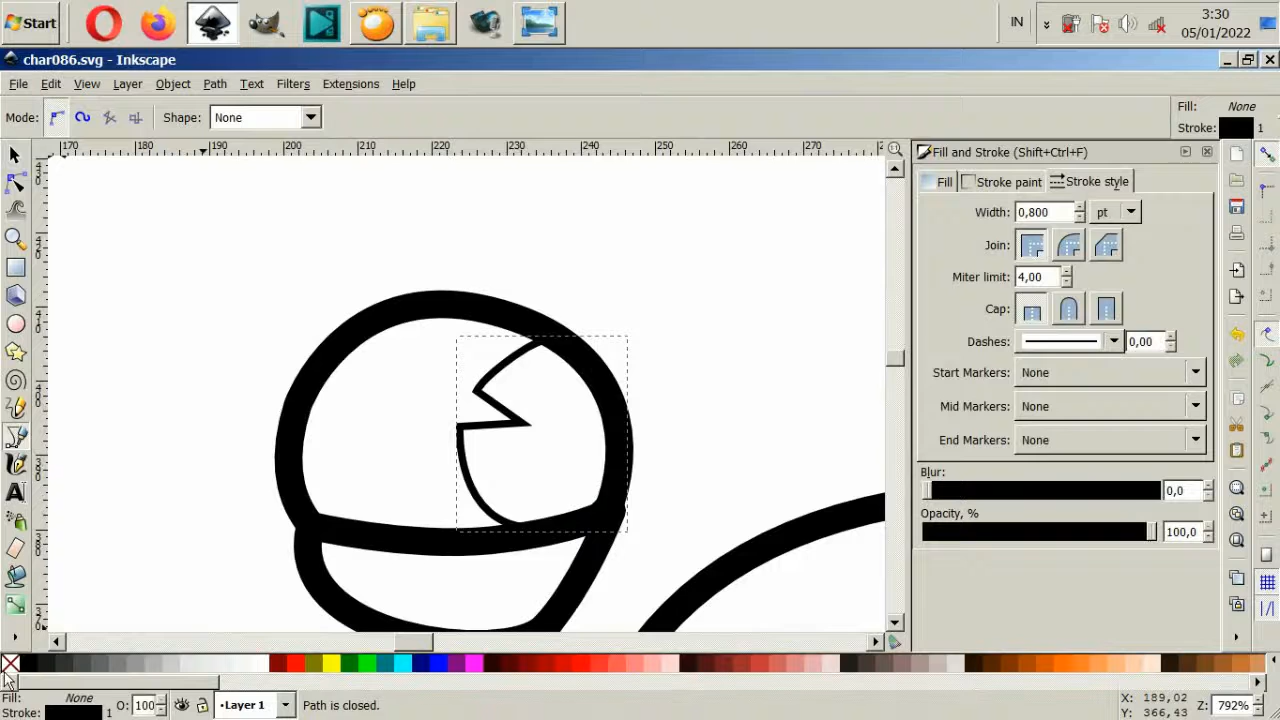 Start
IN
3:30
05/01/2022
char086.svg - Inkscape
File Edit View Layer Object Path Text Filters Extensions Help
Mode:
Shape:
None
Fill: None
Stroke: 1
170 180 190 200 210 220 230 240 250 260 270
Fill and Stroke (Shift+Ctrl+F)
Fill
Stroke paint
Stroke style
Width: 0,800 pt
Join:
Miter limit: 4,00
Cap:
Dashes: 0,00
Start Markers: None
Mid Markers: None
End Markers: None
Blur:
0,0
Opacity, %
100,0
Fill: None
Stroke: 1
O: 100
•Layer 1
Path is closed.
X: 189,02
Y: 366,43
Z: 792%